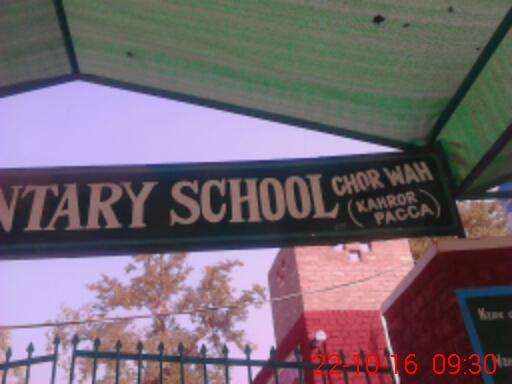 NTARY SCHOOL CHOR WAH
(KAHROR
PACCA)
22-10-16 09:30